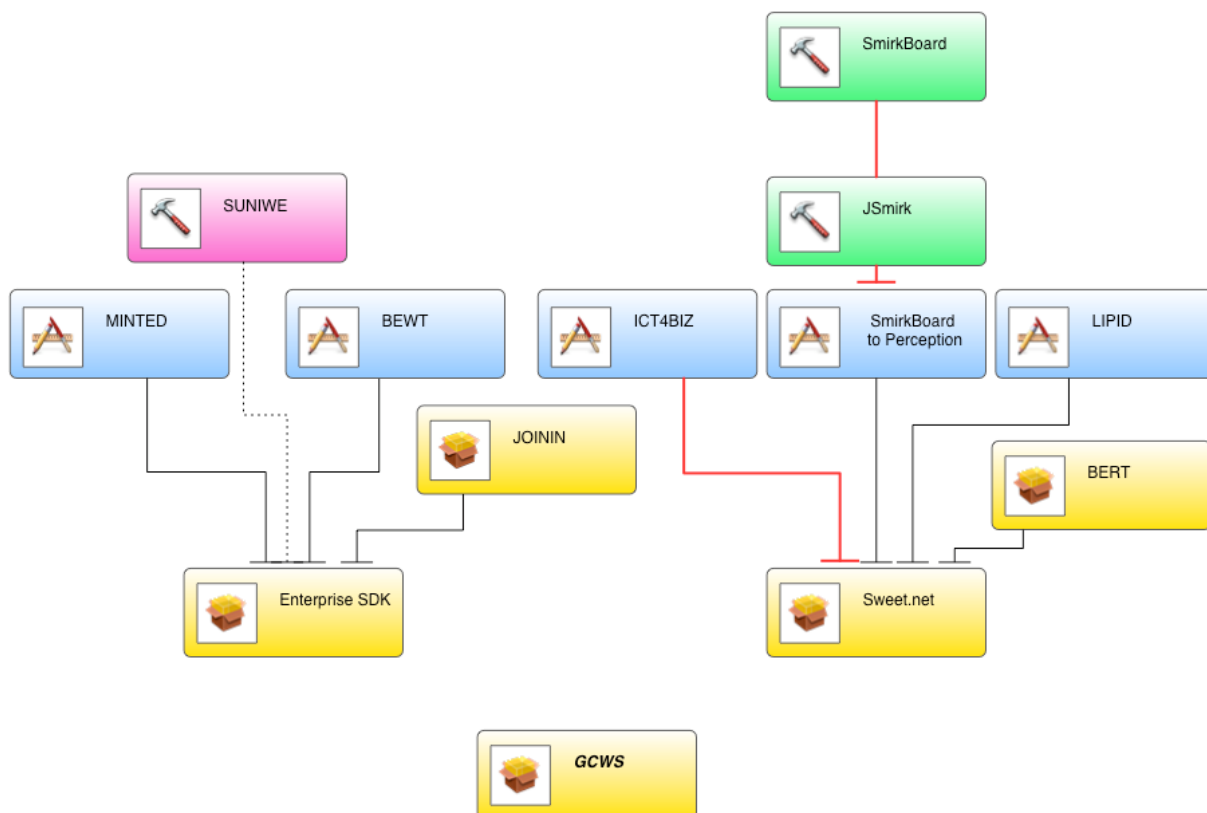 SmirkBoard
SUNIWE
JSmirk
MINTED
BEWT
ICT4BIZ
SmirkBoard
to Perception
LIPID
JOININ
BERT
Enterprise SDK
Sweet.net
GCWS